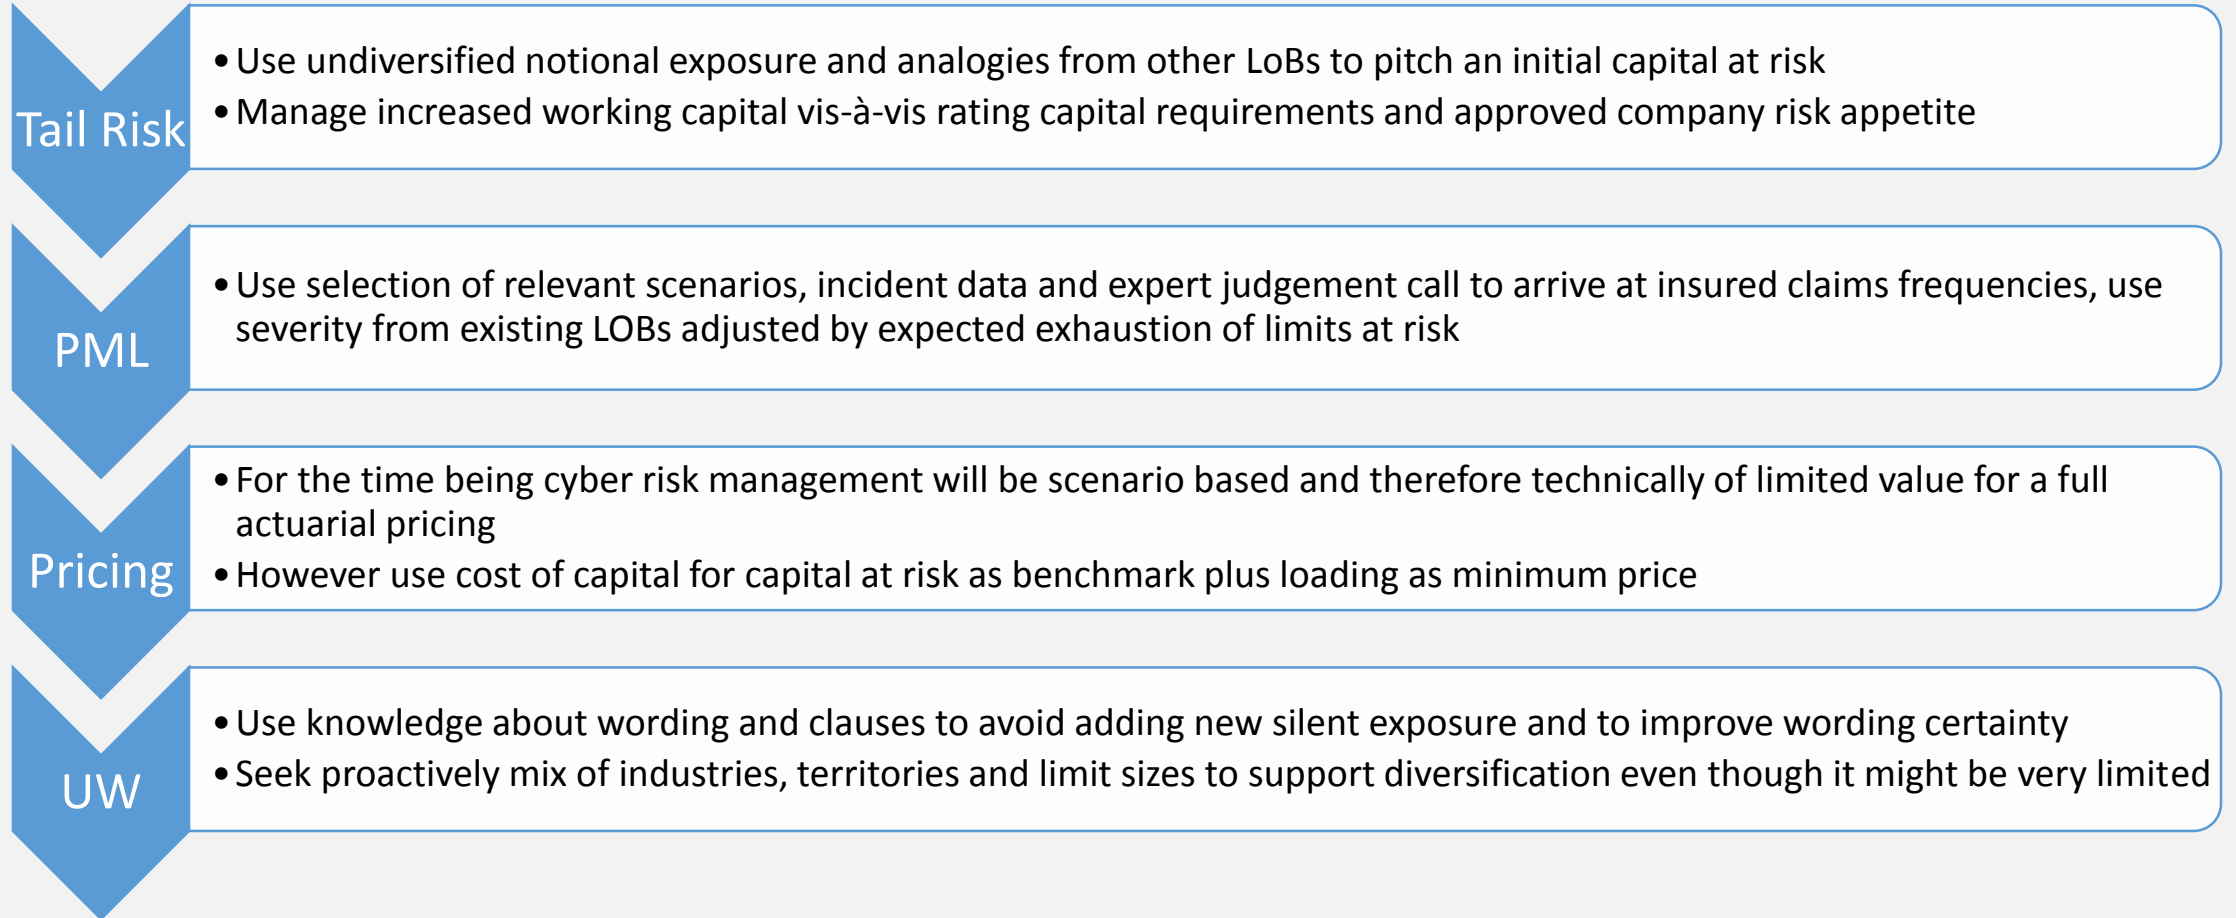 Tail Risk
•Use undiversified notional exposure and analogies from other LoBs to pitch an initial capital at risk
•Manage increased working capital vis-à-vis rating capital requirements and approved company risk appetite
PML
•Use selection of relevant scenarios, incident data and expert judgement call to arrive at insured claims frequencies, use
severity from existing LOBs adjusted by expected exhaustion of limits at risk
Pricing
•For the time being cyber risk management will be scenario based and therefore technically of limited value for a full
actuarial pricing
•However use cost of capital for capital at risk as benchmark plus loading as minimum price
UW
•Use knowledge about wording and clauses to avoid adding new silent exposure and to improve wording certainty
•Seek proactively mix of industries, territories and limit sizes to support diversification even though it might be very limited